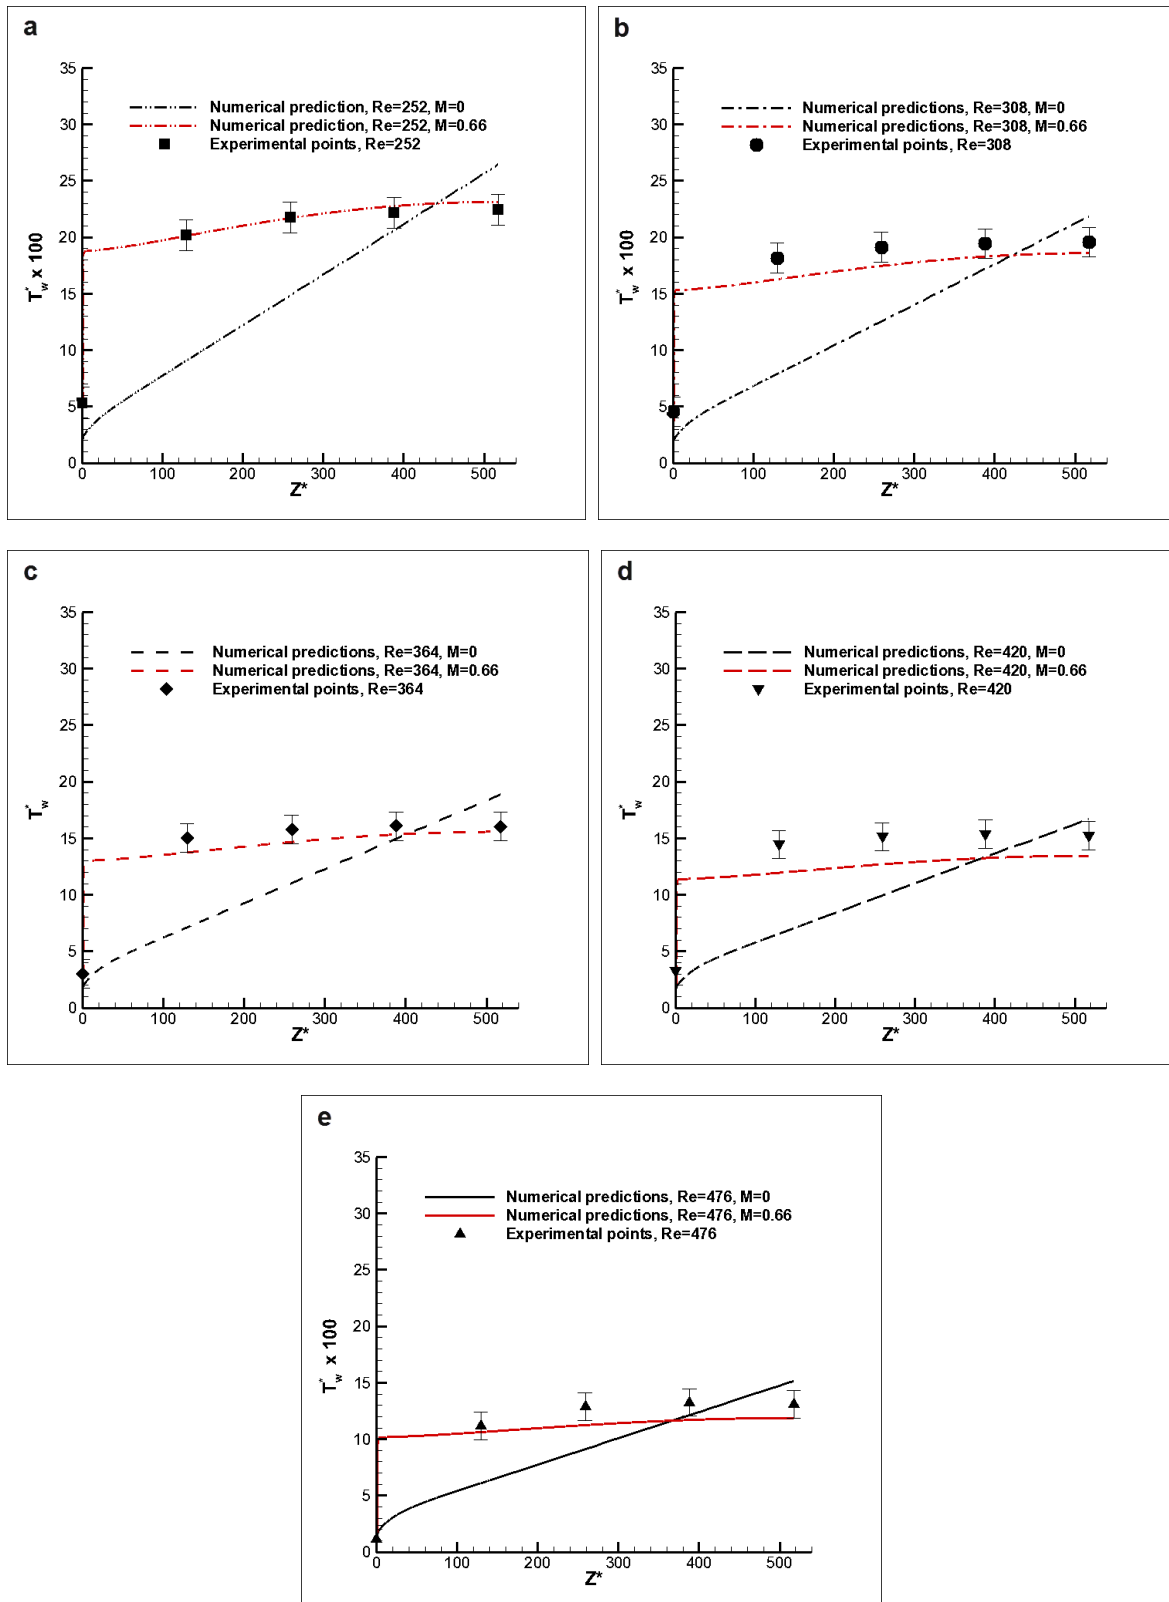 a
35
30
25
20
15
10
5
0
T*w x 100
Numerical prediction, Re=252, M=0
Numerical prediction, Re=252, M=0.66
Experimental points, Re=252
0 100 200 300 400 500
Z*
b
35
30
25
20
15
10
5
0
T*w x 100
Numerical predictions, Re=308, M=0
Numerical predictions, Re=308, M=0.66
Experimental points, Re=308
0 100 200 300 400 500
Z*
c
35
30
25
20
15
10
5
0
T*w
Numerical predictions, Re=364, M=0
Numerical predictions, Re=364, M=0.66
Experimental points, Re=364
0 100 200 300 400 500
Z*
d
35
30
25
20
15
10
5
0
T*w
Numerical predictions, Re=420, M=0
Numerical predictions, Re=420, M=0.66
Experimental points, Re=420
0 100 200 300 400 500
Z*
e
35
30
25
20
15
10
5
0
T*w x 100
Numerical predictions, Re=476, M=0
Numerical predictions, Re=476, M=0.66
Experimental points, Re=476
0 100 200 300 400 500
Z*